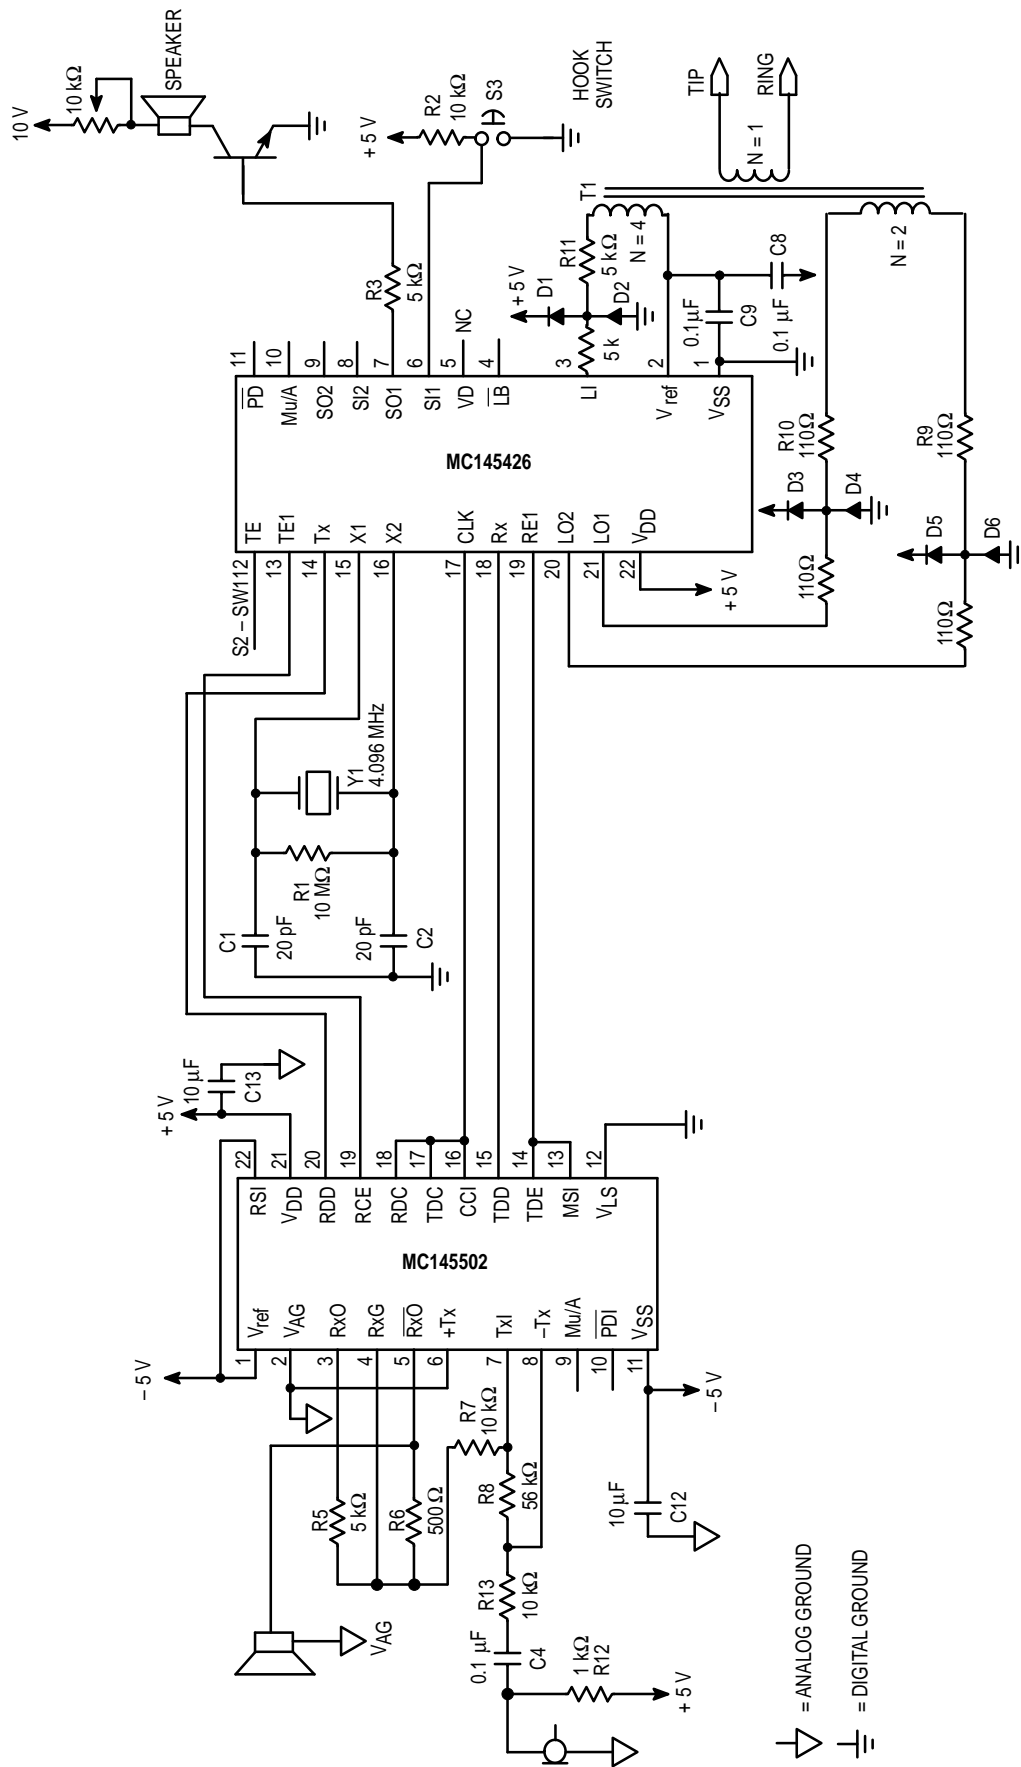 10 V
10 kΩ
SPEAKER
+ 5 V
R2
10 kΩ
S3
HOOK
SWITCH
TIP
RING
N = 1
T1
R3
5 kΩ
NC
+ 5 V
D1
D2
R11
5 kΩ
N = 4
5 k
0.1 µF
C9
0.1 µF
C8
N = 2
11
10
9
8
7
6
5
4
3
2
1
PD
Mu/A
SO2
SI2
SO1
SI1
VD
LB
LI
Vref
VSS
MC145426
TE
TE1
Tx
X1
X2
CLK
Rx
RE1
LO2
LO1
VDD
S2 – SW112
13
14
15
16
17
18
19
20
21
22
+ 5 V
R10
110Ω
D3
D4
110Ω
R9
110Ω
D5
D6
110Ω
Y1
4.096 MHz
R1
10 MΩ
C1
20 pF
20 pF
C2
+ 5 V
10 µF
C13
22
21
20
19
18
17
16
15
14
13
12
RSI
VDD
RDD
RCE
RDC
TDC
CCI
TDD
TDE
MSI
VLS
MC145502
Vref
VAG
RxO
RxG
RxO
+Tx
TxI
–Tx
Mu/A
PDI
VSS
1
2
3
4
5
6
7
8
9
10
11
– 5 V
R7
10 kΩ
R5
5 kΩ
R6
500 Ω
R8
56 kΩ
R13
10 kΩ
10 µF
C12
– 5 V
VAG
0.1 µF
C4
1 kΩ
R12
+ 5 V
= ANALOG GROUND
= DIGITAL GROUND